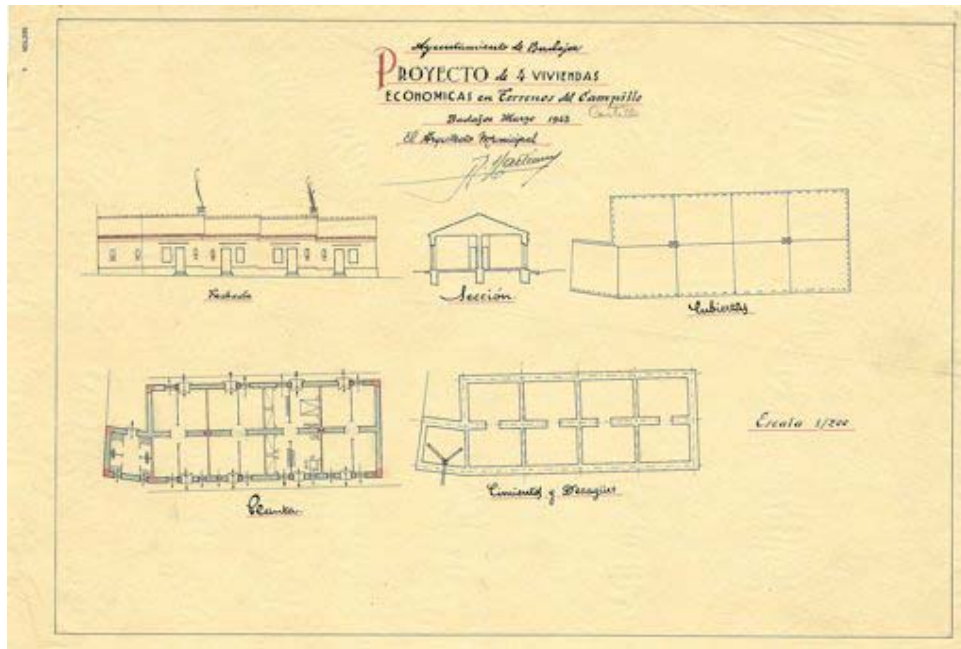 Ayuntamiento de Badajoz
PROYECTO de 4 VIVIENDAS
ECONOMICAS en Terrenos del Campillo
Castillo
Badajoz Marzo 1943
El Arquitecto Municipal
Fachada
Sección
Cubiertas
Planta
Cimientos y Desagües
Escala 1/200